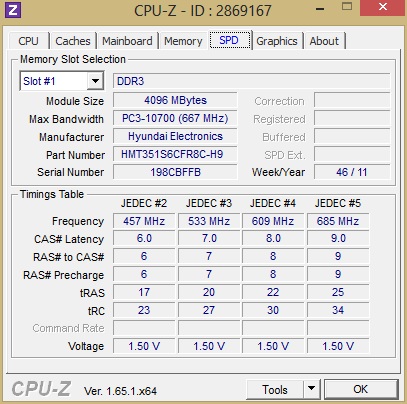 Z CPU-Z - ID : 2869167
CPU Caches Mainboard Memory SPD Graphics About
Memory Slot Selection
Slot #1 DDR3
Module Size 4096 MBytes Correction
Max Bandwidth PC3-10700 (667 MHz) Registered
Manufacturer Hyundai Electronics Buffered
Part Number HMT351S6CFR8C-H9 SPD Ext.
Serial Number 198CBFFB Week/Year 46 / 11
Timings Table
JEDEC #2 JEDEC #3 JEDEC #4 JEDEC #5
Frequency 457 MHz 533 MHz 609 MHz 685 MHz
CAS# Latency 6.0 7.0 8.0 9.0
RAS# to CAS# 6 7 8 9
RAS# Precharge 6 7 8 9
tRAS 17 20 22 25
tRC 23 27 30 34
Command Rate
Voltage 1.50 V 1.50 V 1.50 V 1.50 V
CPU-Z Ver. 1.65.1.x64 Tools OK